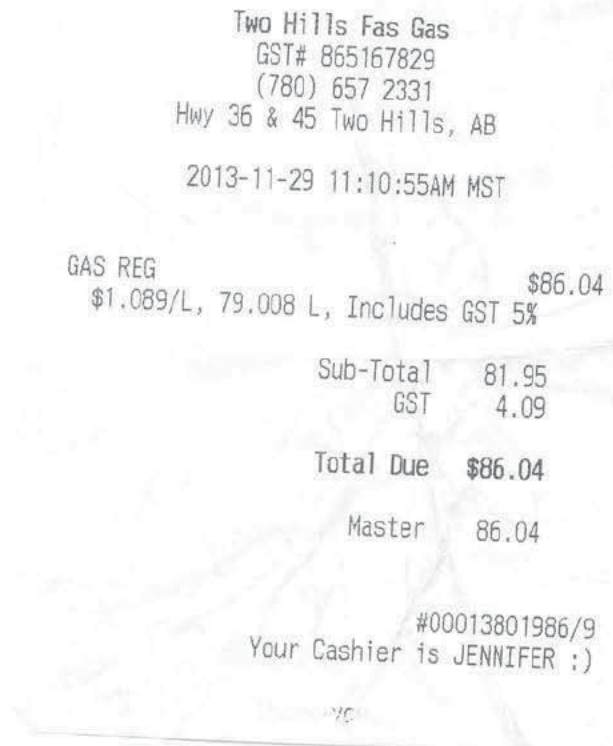 Two Hills Fas Gas
GST# 865167829
(780) 657 2331
Hwy 36 & 45 Two Hills, AB
2013-11-29 11:10:55AM MST
GAS REG $86.04
$1.089/L, 79.008 L, Includes GST 5%
Sub-Total 81.95
GST 4.09
Total Due $86.04
Master 86.04
#00013801986/9
Your Cashier is JENNIFER :)